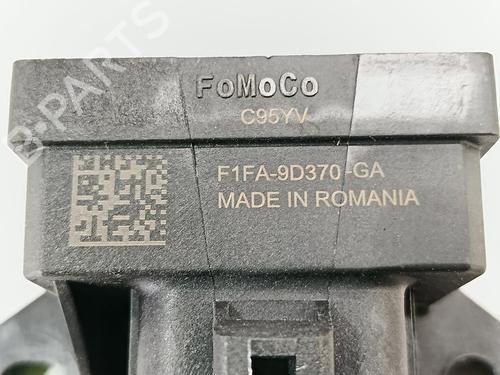 FoMoCo
C95YV
F1FA-9D370-GA
MADE IN ROMANIA
B-PARTS